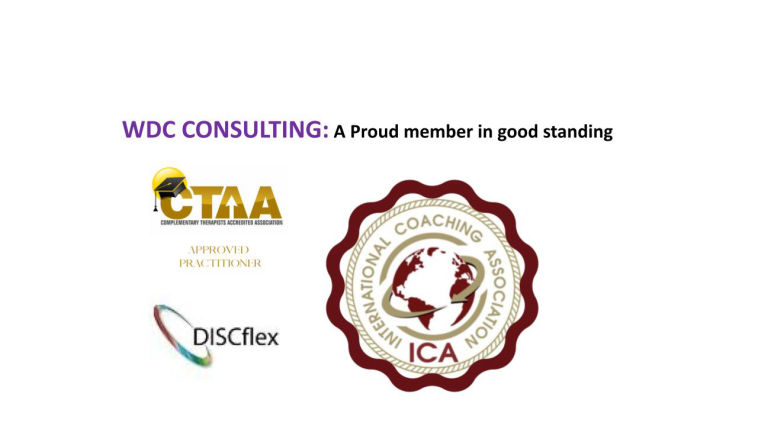 WDC CONSULTING: A Proud member in good standing
CTAA
COMPLEMENTARY THERAPISTS ACCREDITED ASSOCIATION
APPROVED
PRACTITIONER
DISCflex
INTERNATIONAL COACHING ASSOCIATION
ICA